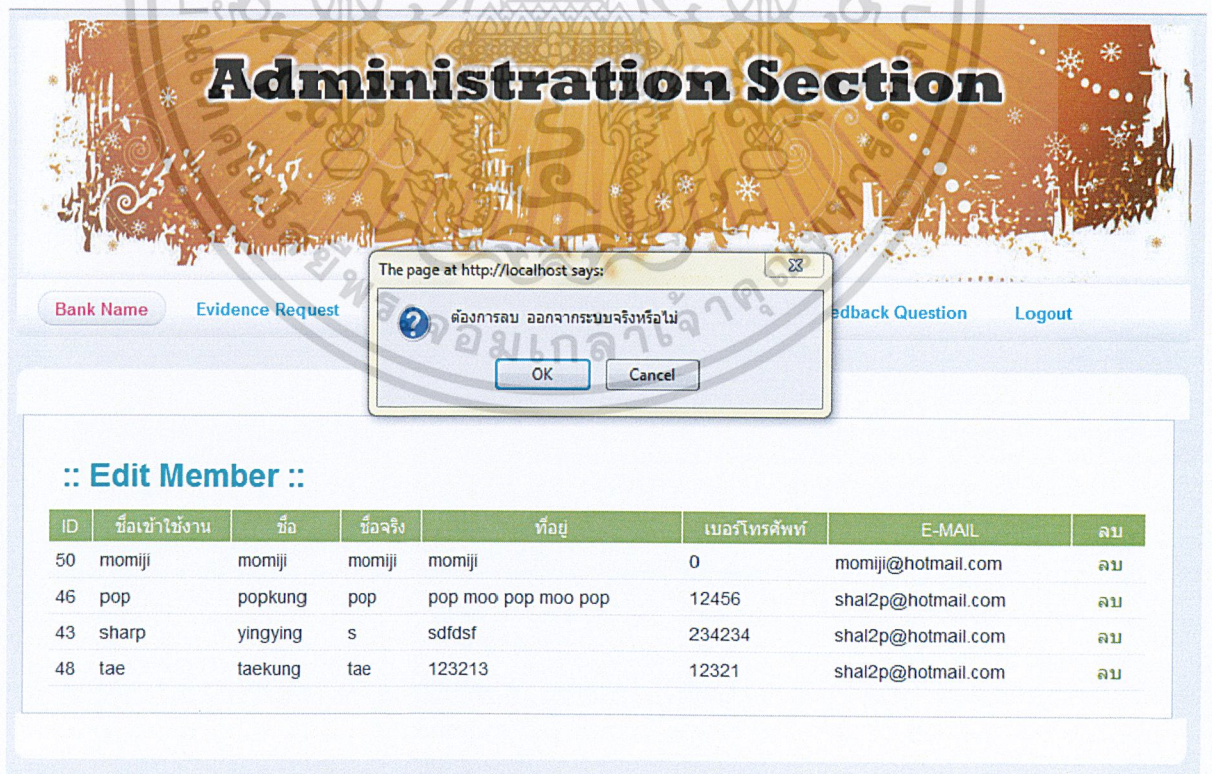 Administration Section
The page at http://localhost says:
ต้องการลบ ออกจากระบบจริงหรือไม่
OK Cancel
Bank Name Evidence Request edback Question Logout
:: Edit Member ::
ID ชื่อเข้าใช้งาน ชื่อ ชื่อจริง ที่อยู่ เบอร์โทรศัพท์ E-MAIL ลบ
50 momiji momiji momiji momiji 0 momiji@hotmail.com ลบ
46 pop popkung pop pop moo pop moo pop 12456 shal2p@hotmail.com ลบ
43 sharp yingying s sdfdsf 234234 shal2p@hotmail.com ลบ
48 tae taekung tae 123213 12321 shal2p@hotmail.com ลบ